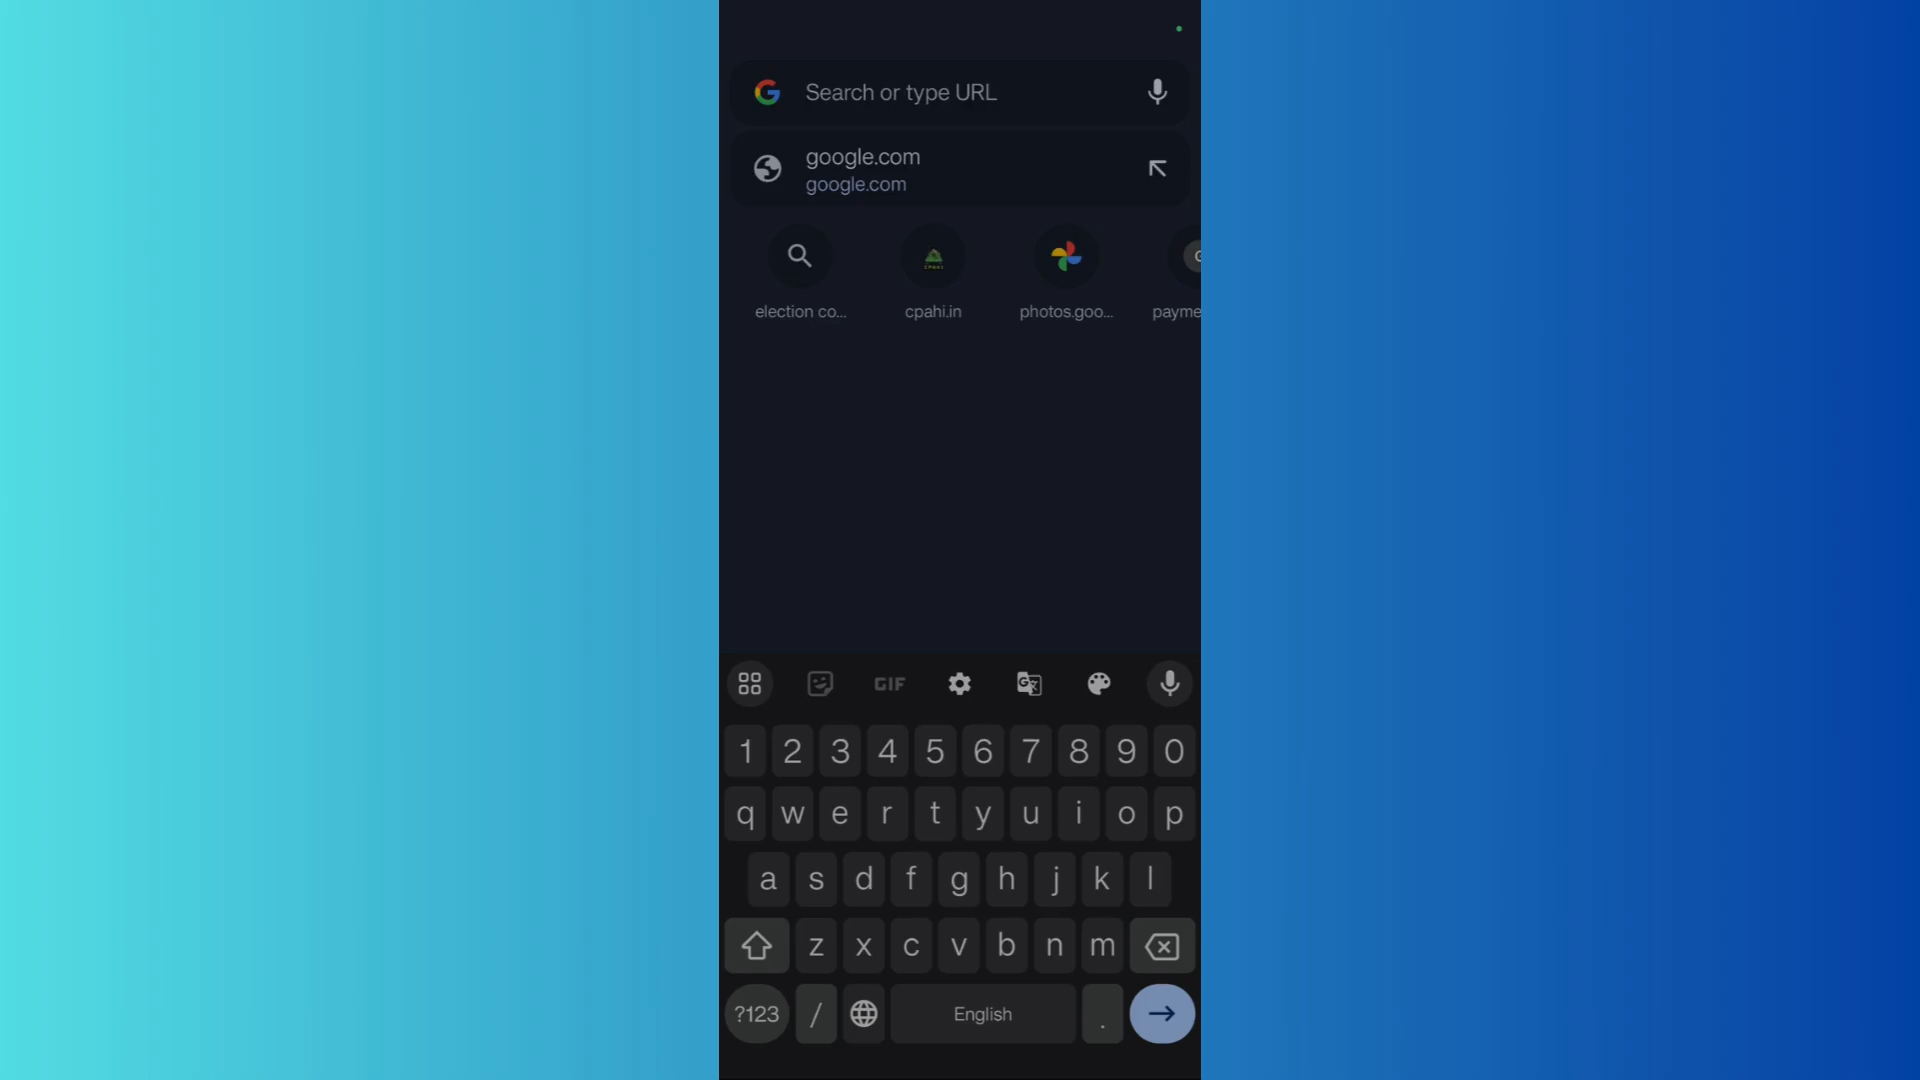 Search or type URL
google.com
google.com
election co...
cpahi.in
photos.goo...
payme
GIF
1 2 3 4 5 6 7 8 9 0
q w e r t y u i o p
a s d f g h j k l
z x c v b n m
?123 / English .